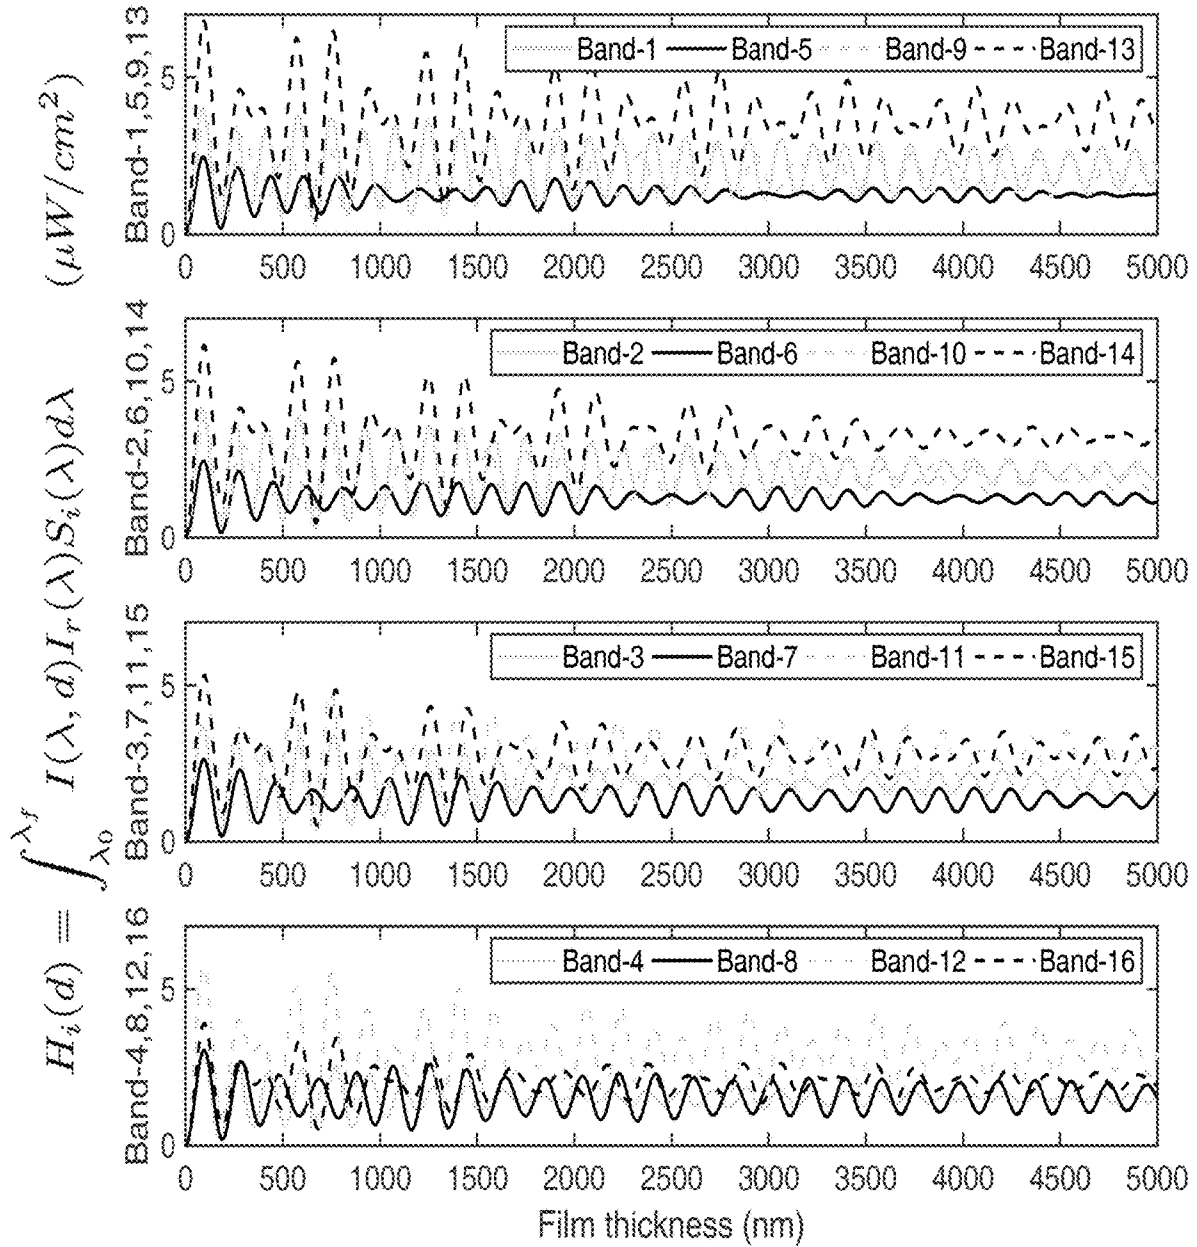 H_i(d) = ∫_{λ_0}^{λ_f} I(λ, d)I_r(λ)S_i(λ)dλ (μW/cm²)
Band-1,5,9,13
5
0
Band-1 Band-5 Band-9 Band-13
0 500 1000 1500 2000 2500 3000 3500 4000 4500 5000
Band-2,6,10,14
5
0
Band-2 Band-6 Band-10 Band-14
0 500 1000 1500 2000 2500 3000 3500 4000 4500 5000
Band-3,7,11,15
5
0
Band-3 Band-7 Band-11 Band-15
0 500 1000 1500 2000 2500 3000 3500 4000 4500 5000
Band-4,8,12,16
5
0
Band-4 Band-8 Band-12 Band-16
0 500 1000 1500 2000 2500 3000 3500 4000 4500 5000
Film thickness (nm)